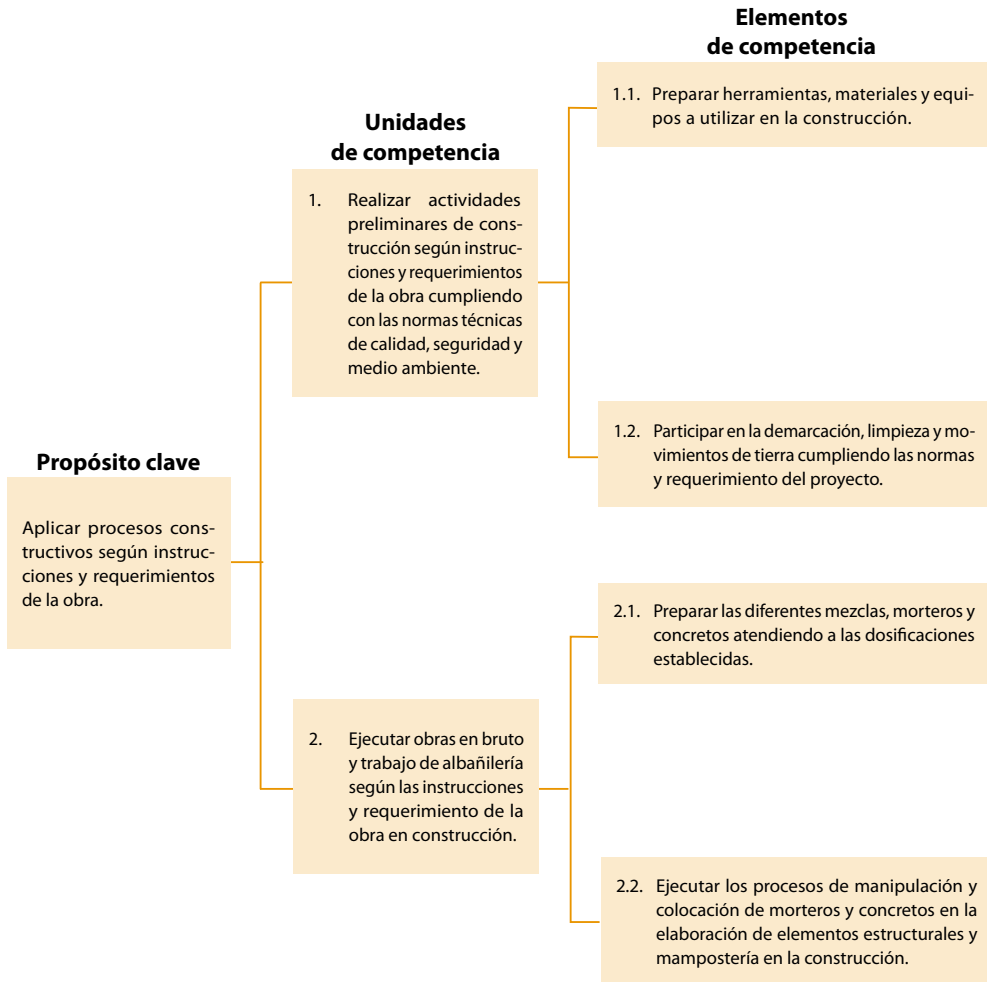 Propósito clave
Aplicar procesos cons-
tructivos según instruc-
ciones y requerimientos
de la obra.
Unidades
de competencia
1. Realizar actividades
preliminares de cons-
trucción según instruc-
ciones y requerimientos
de la obra cumpliendo
con las normas técnicas
de calidad, seguridad y
medio ambiente.
2. Ejecutar obras en bruto
y trabajo de albañilería
según las instrucciones
y requerimiento de la
obra en construcción.
Elementos
de competencia
1.1. Preparar herramientas, materiales y equi-
pos a utilizar en la construcción.
1.2. Participar en la demarcación, limpieza y mo-
vimientos de tierra cumpliendo las normas
y requerimiento del proyecto.
2.1. Preparar las diferentes mezclas, morteros y
concretos atendiendo a las dosificaciones
establecidas.
2.2. Ejecutar los procesos de manipulación y
colocación de morteros y concretos en la
elaboración de elementos estructurales y
mampostería en la construcción.